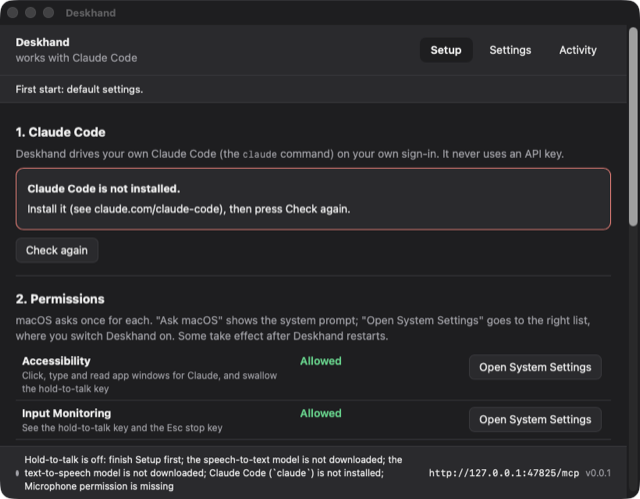 Deskhand
Deskhand
works with Claude Code
Setup
Settings
Activity
First start: default settings.
1. Claude Code
Deskhand drives your own Claude Code (the claude command) on your own sign-in. It never uses an API key.
Claude Code is not installed.
Install it (see claude.com/claude-code), then press Check again.
Check again
2. Permissions
macOS asks once for each. "Ask macOS" shows the system prompt; "Open System Settings" goes to the right list,
where you switch Deskhand on. Some take effect after Deskhand restarts.
Accessibility
Click, type and read app windows for Claude, and swallow
the hold-to-talk key
Allowed
Open System Settings
Input Monitoring
See the hold-to-talk key and the Esc stop key
Allowed
Open System Settings
Hold-to-talk is off: finish Setup first; the speech-to-text model is not downloaded; the
text-to-speech model is not downloaded; Claude Code (`claude`) is not installed;
Microphone permission is missing
http://127.0.0.1:47825/mcp v0.0.1